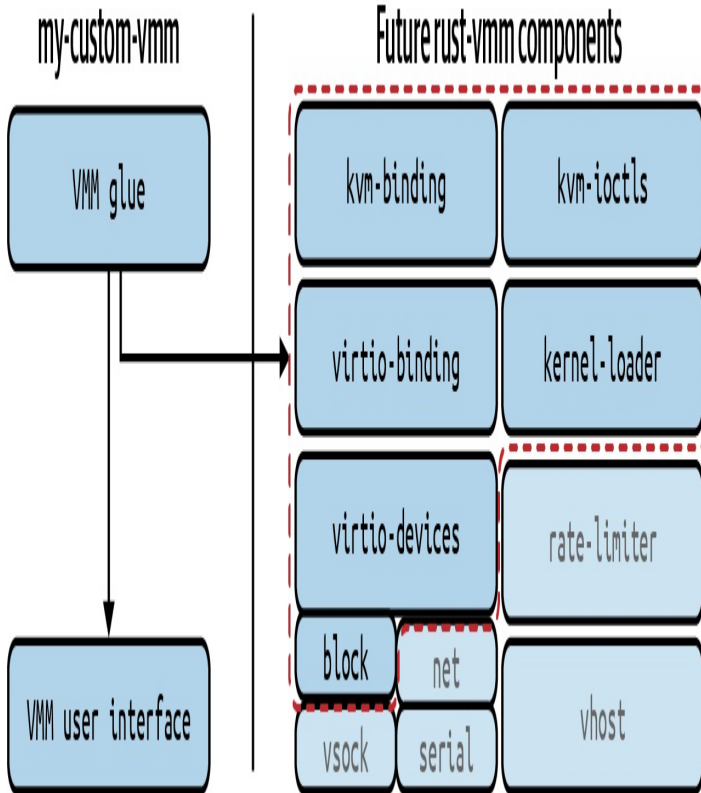 my-custom-vmm
Future rust-vmm components
VMM glue
kvm-binding
kvm-ioctls
virtio-binding
kernel-loader
virtio-devices
rate-limiter
block
net
VMM user interface
vsock
serial
vhost